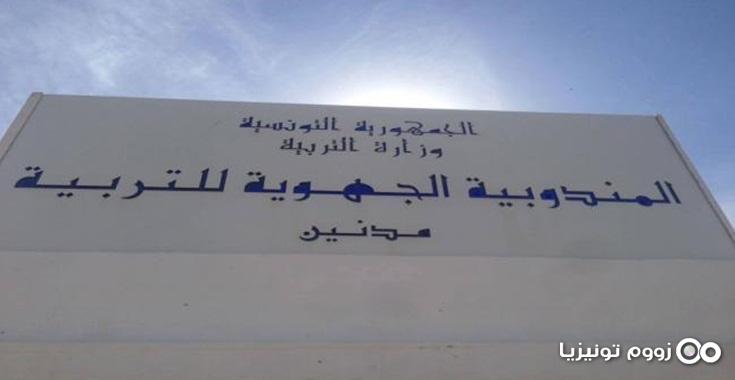 الجمهورية التونسية
وزارة التربية
المندوبية الجهوية للتربية
مدنين
زووم تونيزيا